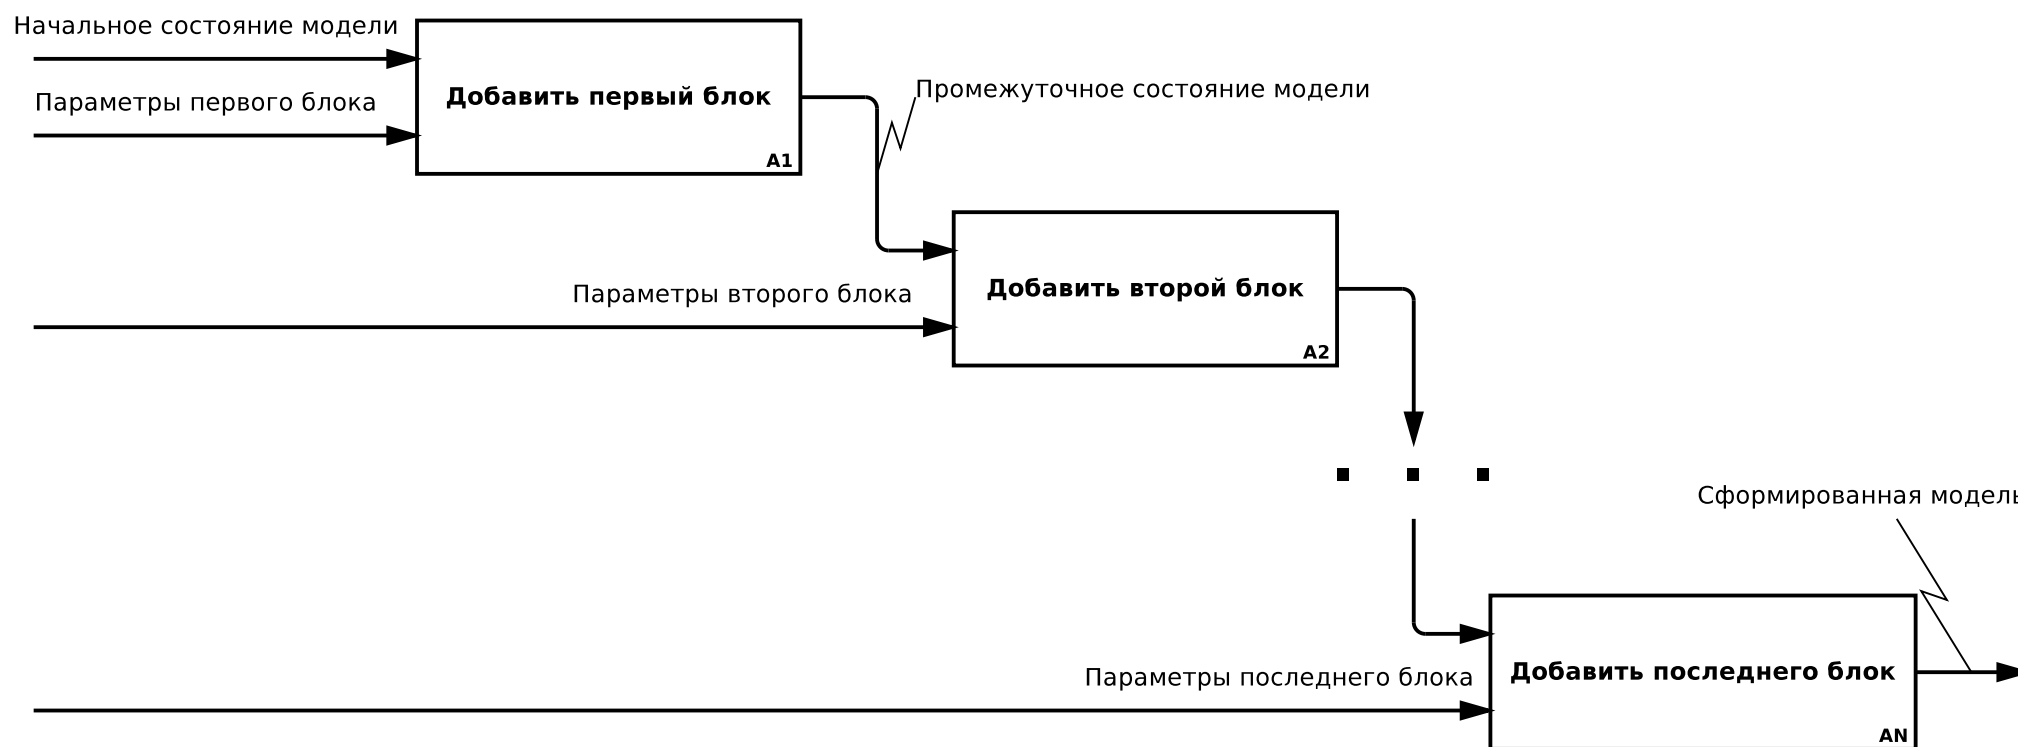 Начальное состояние модели
Параметры первого блока
Добавить первый блок
A1
Промежуточное состояние модели
Параметры второго блока
Добавить второй блок
A2
. . .
Сформированная модель
Параметры последнего блока
Добавить последнего блок
AN